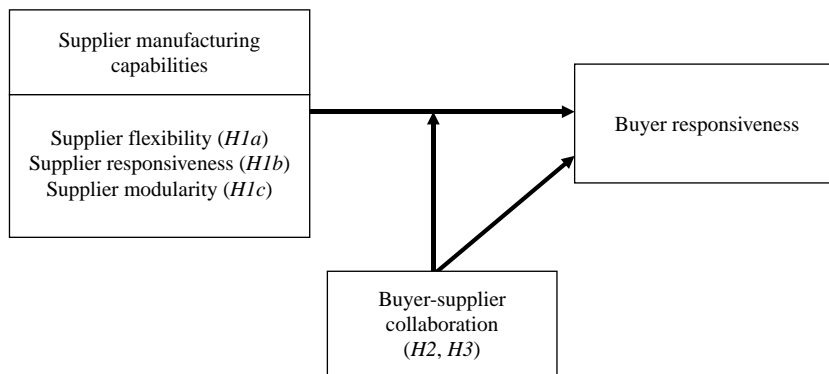 Supplier manufacturing
capabilities
Supplier flexibility (H1a)
Supplier responsiveness (H1b)
Supplier modularity (H1c)
Buyer responsiveness
Buyer-supplier
collaboration
(H2, H3)